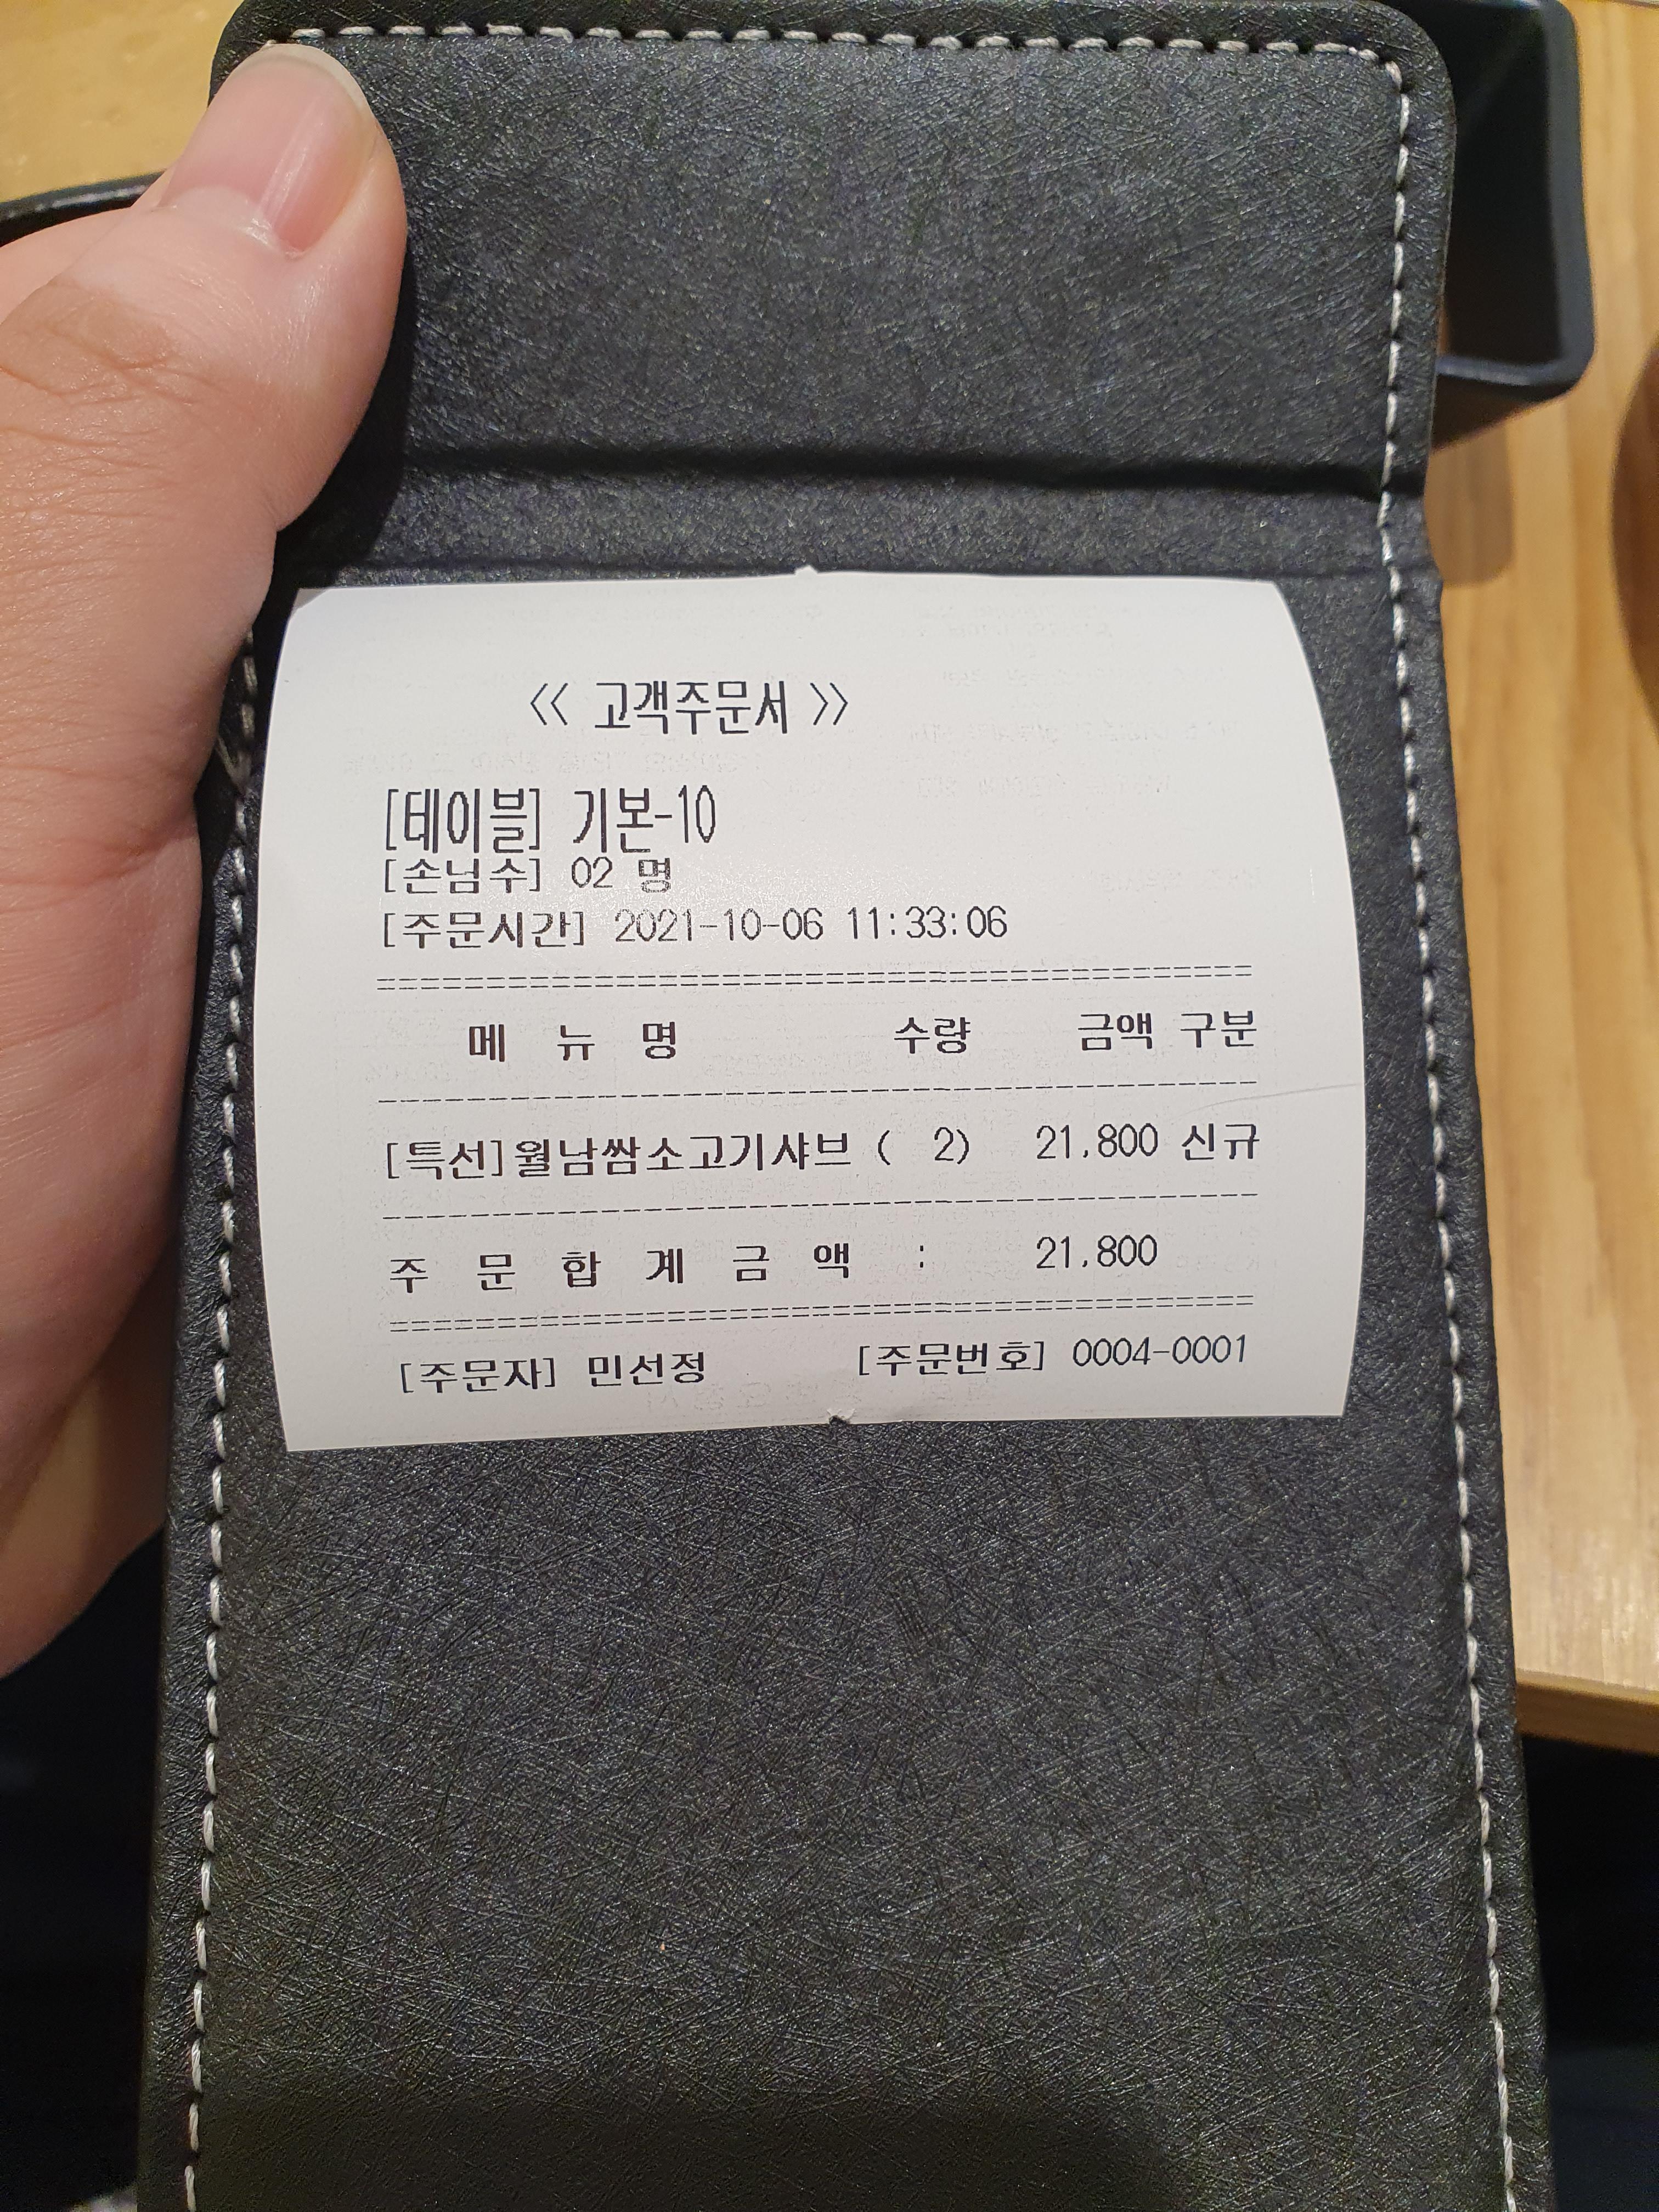 << 고객주문서 >>
[테이블] 기본-10
[손님수] 02 명
[주문시간] 2021-10-06 11:33:06
메 뉴 명 수량 금액 구분
[특선]월남쌈소고기샤브 ( 2) 21,800 신규
주 문 합 계 금 액 : 21,800
[주문자] 민선정 [주문번호] 0004-0001